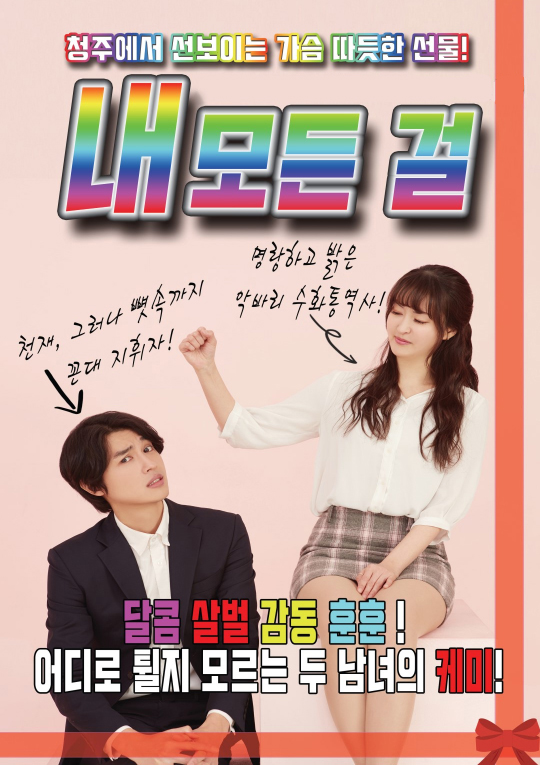 청주에서 선보이는 가슴 따듯한 선물!
내 모든 걸
명랑하고 밝은
악바리 수화통역사!
천재, 그러나 뼛속까지
꼰대 지휘자!
달콤 살벌 감동 훈훈 !
어디로 튈지 모르는 두 남녀의 케미!